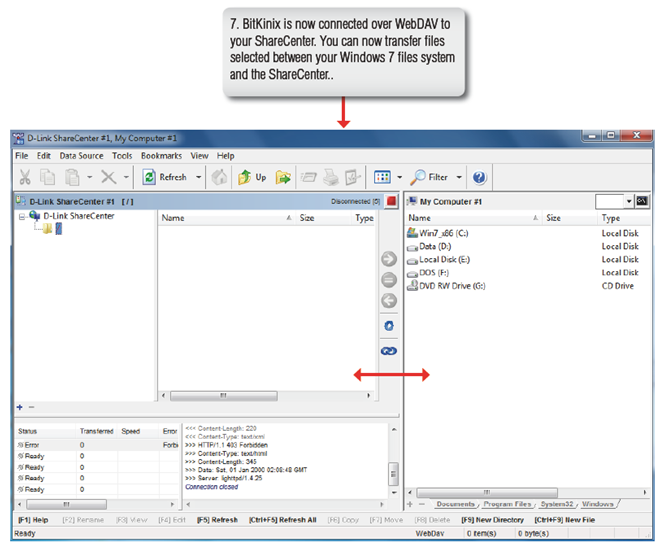 7. BitKinix is now connected over WebDAV to
your ShareCenter. You can now transfer files
selected between your Windows 7 files system
and the ShareCenter..
D-Link ShareCenter #1, My Computer #1
File Edit Data Source Tools Bookmarks View Help
Refresh Up Filter
D-Link ShareCenter #1 [/] Disconnected [0]
D-Link ShareCenter
/
Name Size Type
My Computer #1
Name Size Type
Win7_x86 (C:) Local Disk
Data (D:) Local Disk
Local Disk (E:) Local Disk
DOS (F:) Local Disk
DVD RW Drive (G:) CD Drive
Status Transferred Speed Error
Error 0 Forbi
Ready 0
Ready 0
Ready 0
Ready 0
<<< Content-Length: 220
<<< Content-Type: text/xml
>>> HTTP/1.1 403 Forbidden
>>> Content-Type: text/html
>>> Content-Length: 345
>>> Date: Sat, 01 Jan 2000 02:08:48 GMT
>>> Server: lighttpd/1.4.25
Connection closed
Documents Program Files System32 Windows
[F1] Help [F2] Rename [F3] View [F4] Edit [F5] Refresh [Ctrl+F5] Refresh All [F6] Copy [F7] Move [F8] Delete [F9] New Directory [Ctrl+F9] New File
Ready WebDav 0 item(s) 0 byte(s)